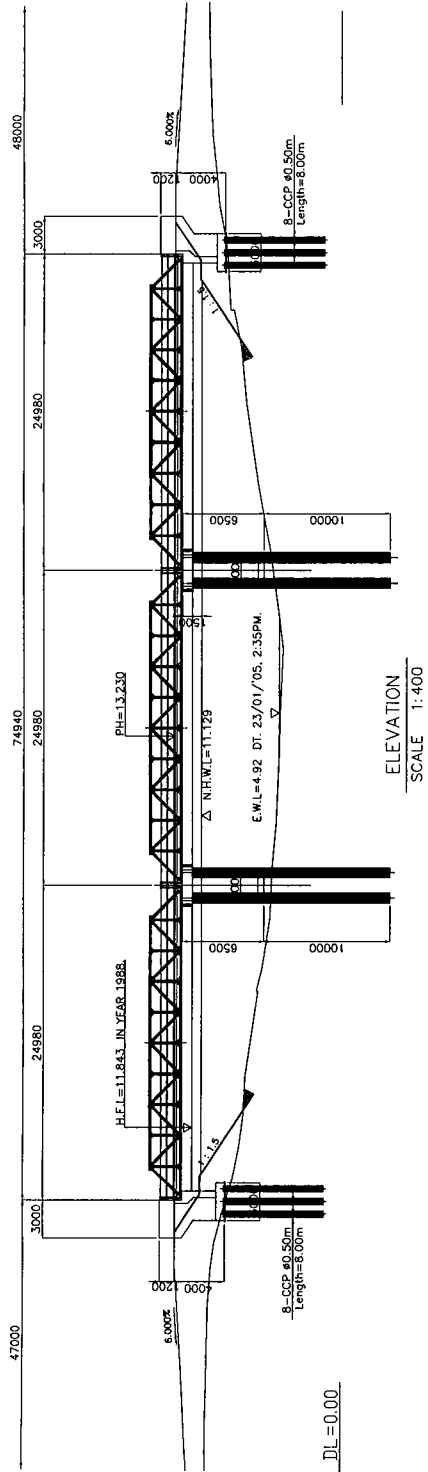 47000
3000
74940
3000
48000
24980
24980
24980
6.000%
1200
4000
H.F.L=11.843 IN YEAR 1988
PH=13.230
1500
6.000%
1200
4000
1 : 1.5
N.H.W.L=11.129
1 : 1.5
6500
6500
E.W.L=4.92 DT. 23/01/'05, 2:35PM.
10000
10000
8-CCP ø0.50m
Length=8.00m
8-CCP ø0.50m
Length=8.00m
DL=0.00
ELEVATION
SCALE 1:400